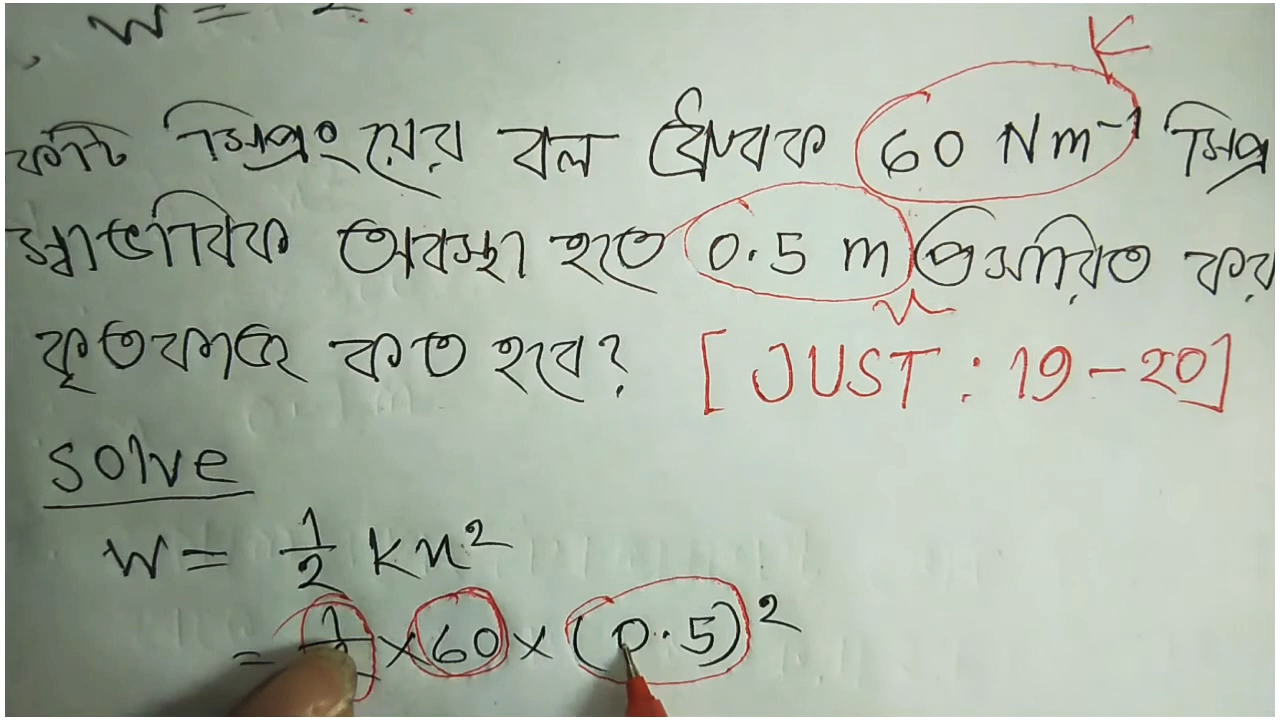 W =
কটি স্প্রিংয়ের বল ধ্রুবক 60 Nm⁻¹
K
স্বাভাবিক অবস্থা হতে 0.5 m প্রসারিত কর
কৃতকাজ কত হবে? [JUST : 19-20]
Solve
W = 1/2 Kx²
= 1/2 × 60 × (0.5)²